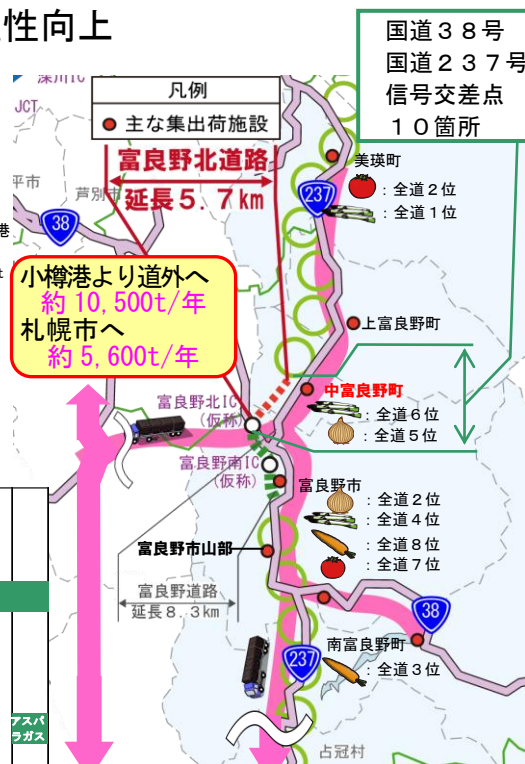 性向上
国道３８号
国道２３７号
信号交差点
１０箇所
深川IC
JCT
凡例
主な集出荷施設
富良野北道路
延長５.７km
平市
芦別市
港
38
237
美瑛町
：全道２位
：全道１位
小樽港より道外へ
約10,500t/年
札幌市へ
約5,600t/年
上富良野町
中富良野町
：全道６位
：全道５位
富良野北IC
（仮称）
富良野南IC
（仮称）
富良野市
：全道２位
：全道４位
：全道８位
：全道７位
富良野市山部
富良野道路
延長８.３km
38
南富良野町
237
：全道３位
アスパ
ラガス
占冠村